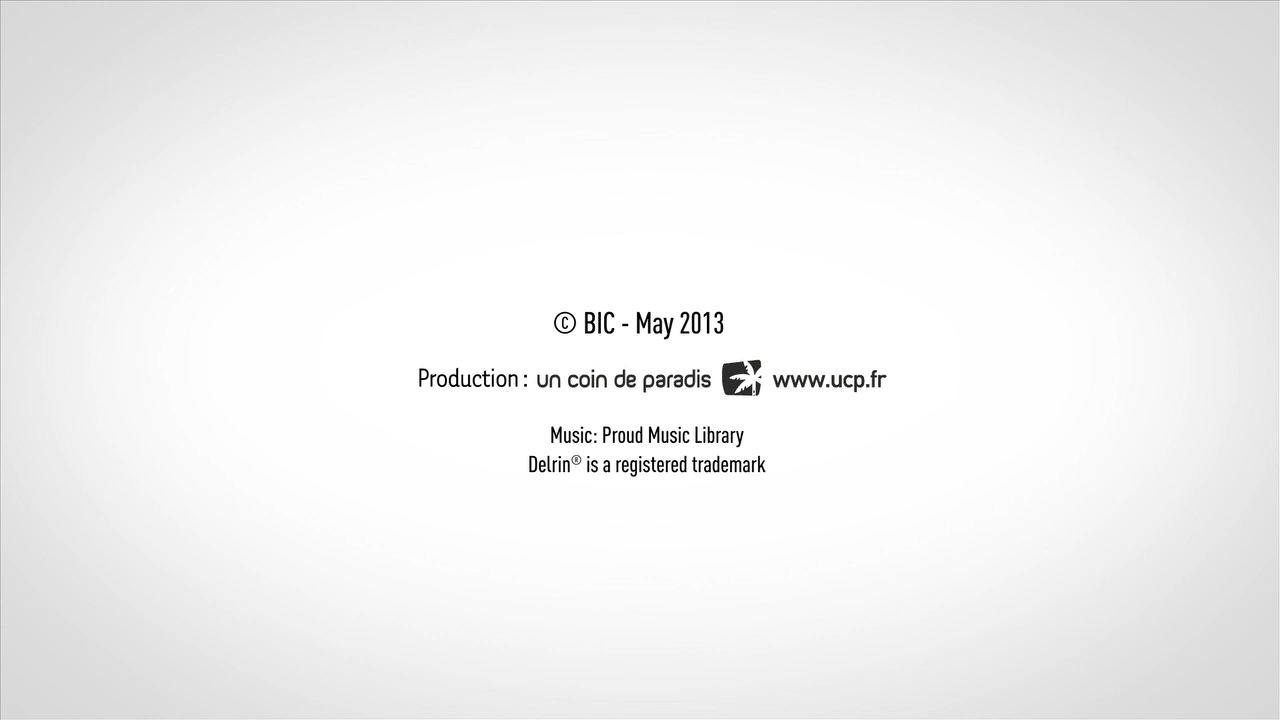 © BIC - May 2013
Production : un coin de paradis www.ucp.fr
Music: Proud Music Library
Delrin® is a registered trademark